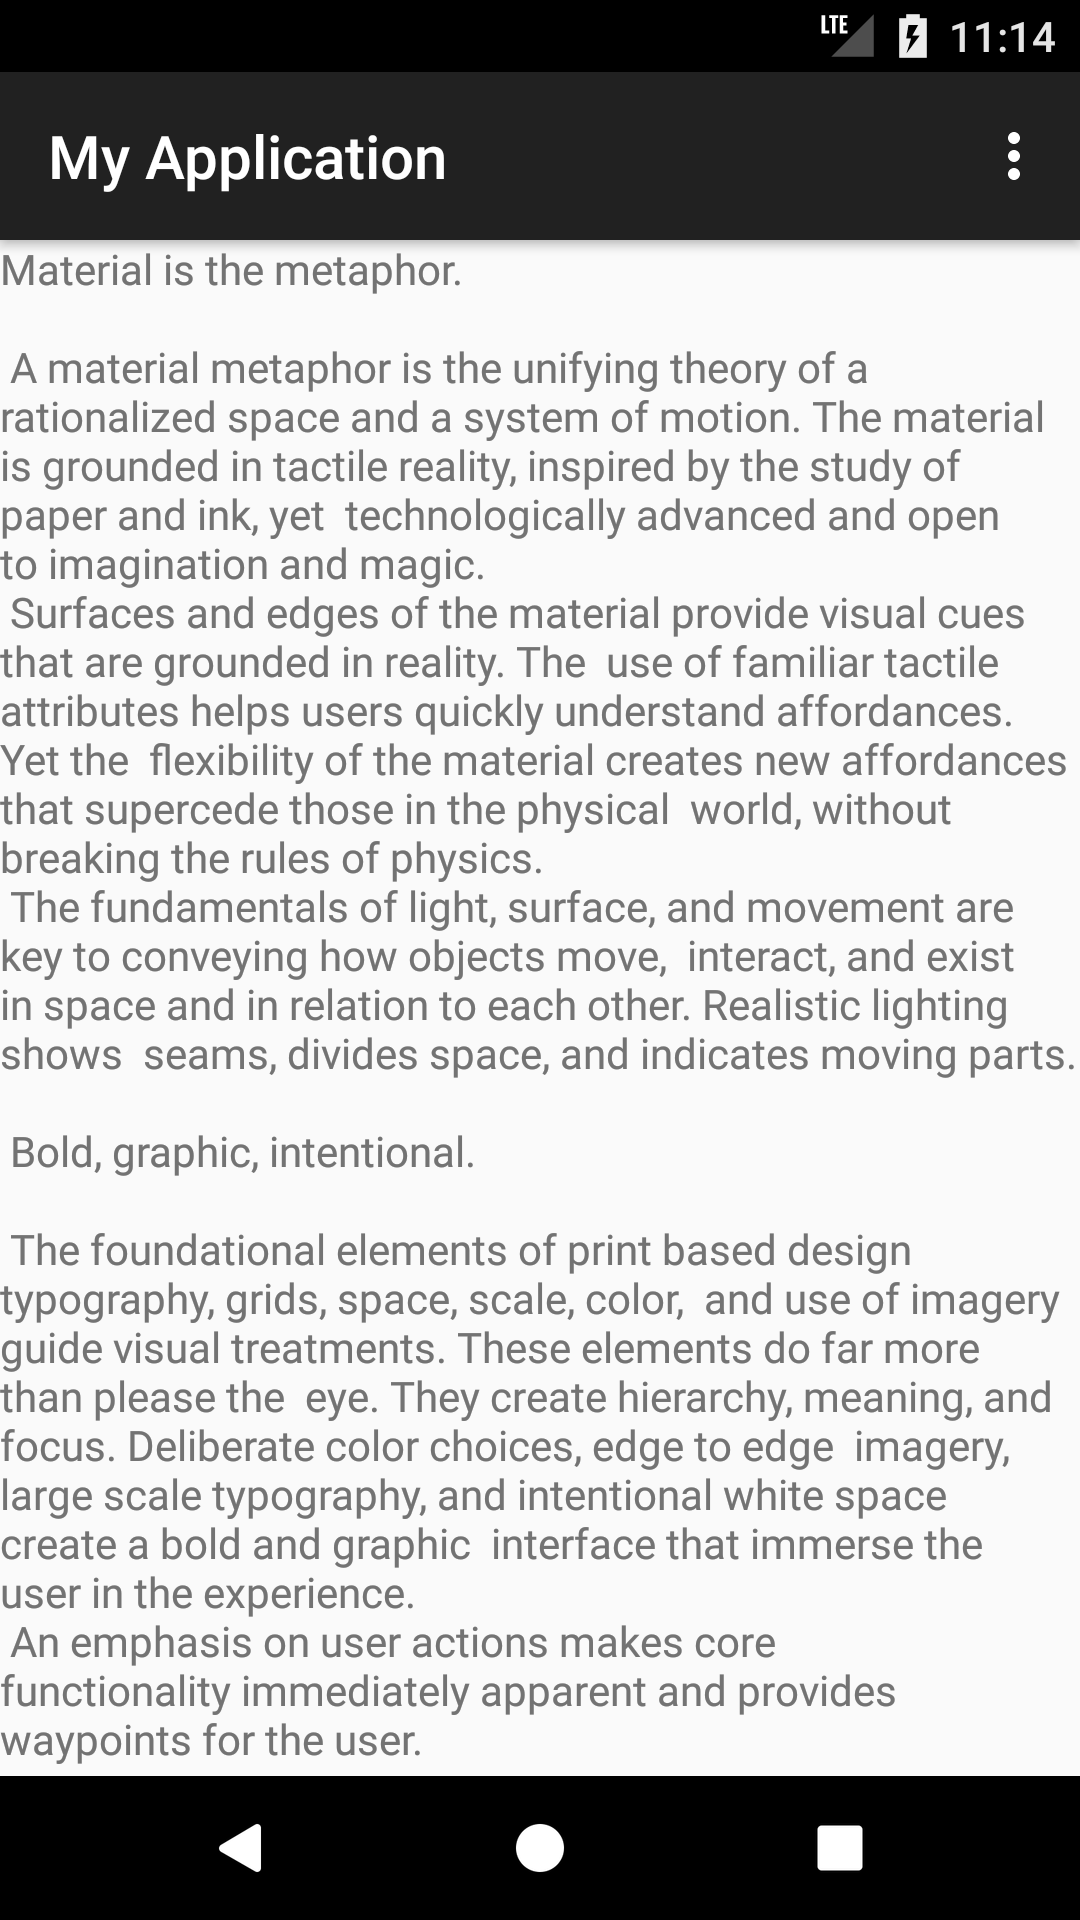 LTE 11:14
My Application
Material is the metaphor.
A material metaphor is the unifying theory of a
rationalized space and a system of motion. The material
is grounded in tactile reality, inspired by the study of
paper and ink, yet  technologically advanced and open
to imagination and magic.
Surfaces and edges of the material provide visual cues
that are grounded in reality. The  use of familiar tactile
attributes helps users quickly understand affordances.
Yet the  flexibility of the material creates new affordances
that supercede those in the physical  world, without
breaking the rules of physics.
The fundamentals of light, surface, and movement are
key to conveying how objects move,  interact, and exist
in space and in relation to each other. Realistic lighting
shows  seams, divides space, and indicates moving parts.
Bold, graphic, intentional.
The foundational elements of print based design
typography, grids, space, scale, color,  and use of imagery
guide visual treatments. These elements do far more
than please the  eye. They create hierarchy, meaning, and
focus. Deliberate color choices, edge to edge  imagery,
large scale typography, and intentional white space
create a bold and graphic  interface that immerse the
user in the experience.
An emphasis on user actions makes core
functionality immediately apparent and provides
waypoints for the user.